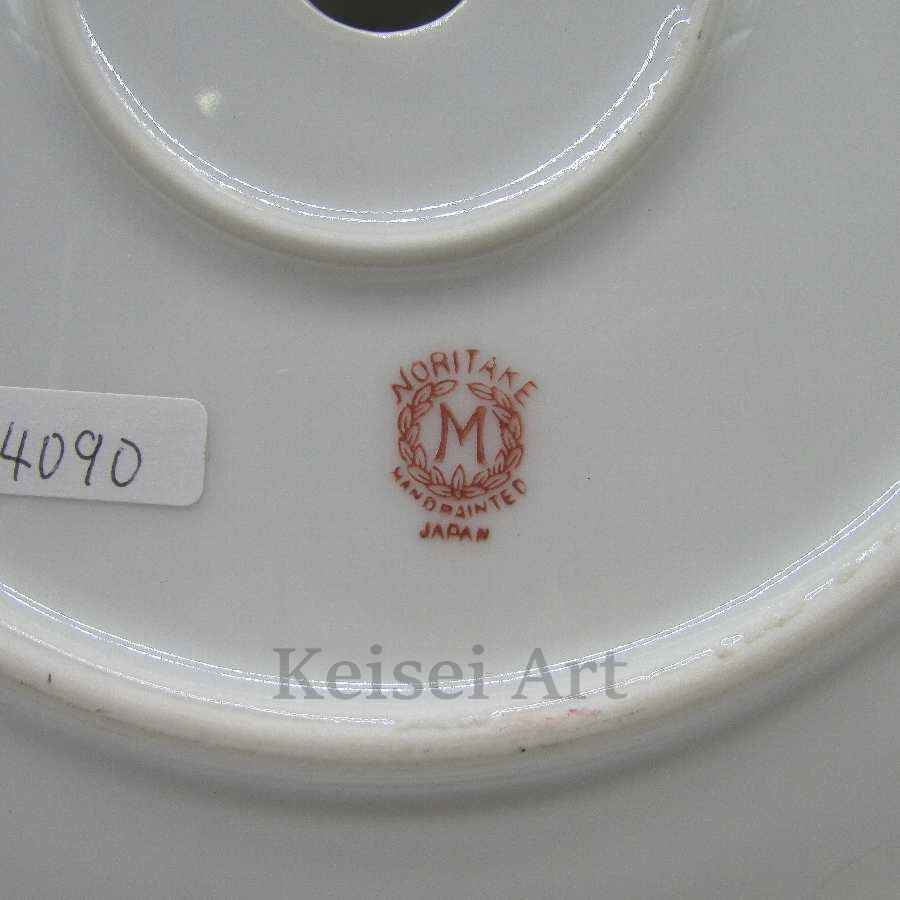 NORITAKE
M
HANDPAINTED
JAPAN
4090
Keisei Art